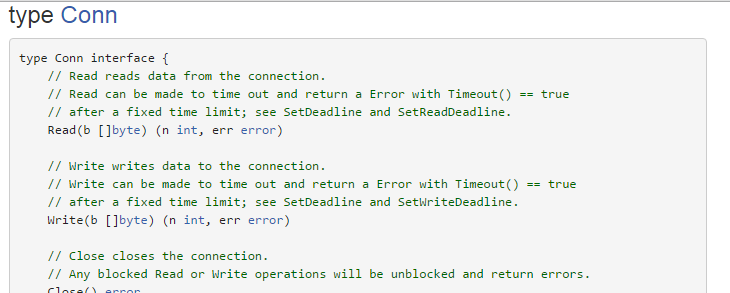 type Conn
type Conn interface {
// Read reads data from the connection.
// Read can be made to time out and return a Error with Timeout() == true
// after a fixed time limit; see SetDeadline and SetReadDeadline.
Read(b []byte) (n int, err error)
// Write writes data to the connection.
// Write can be made to time out and return a Error with Timeout() == true
// after a fixed time limit; see SetDeadline and SetWriteDeadline.
Write(b []byte) (n int, err error)
// Close closes the connection.
// Any blocked Read or Write operations will be unblocked and return errors.
Close() error